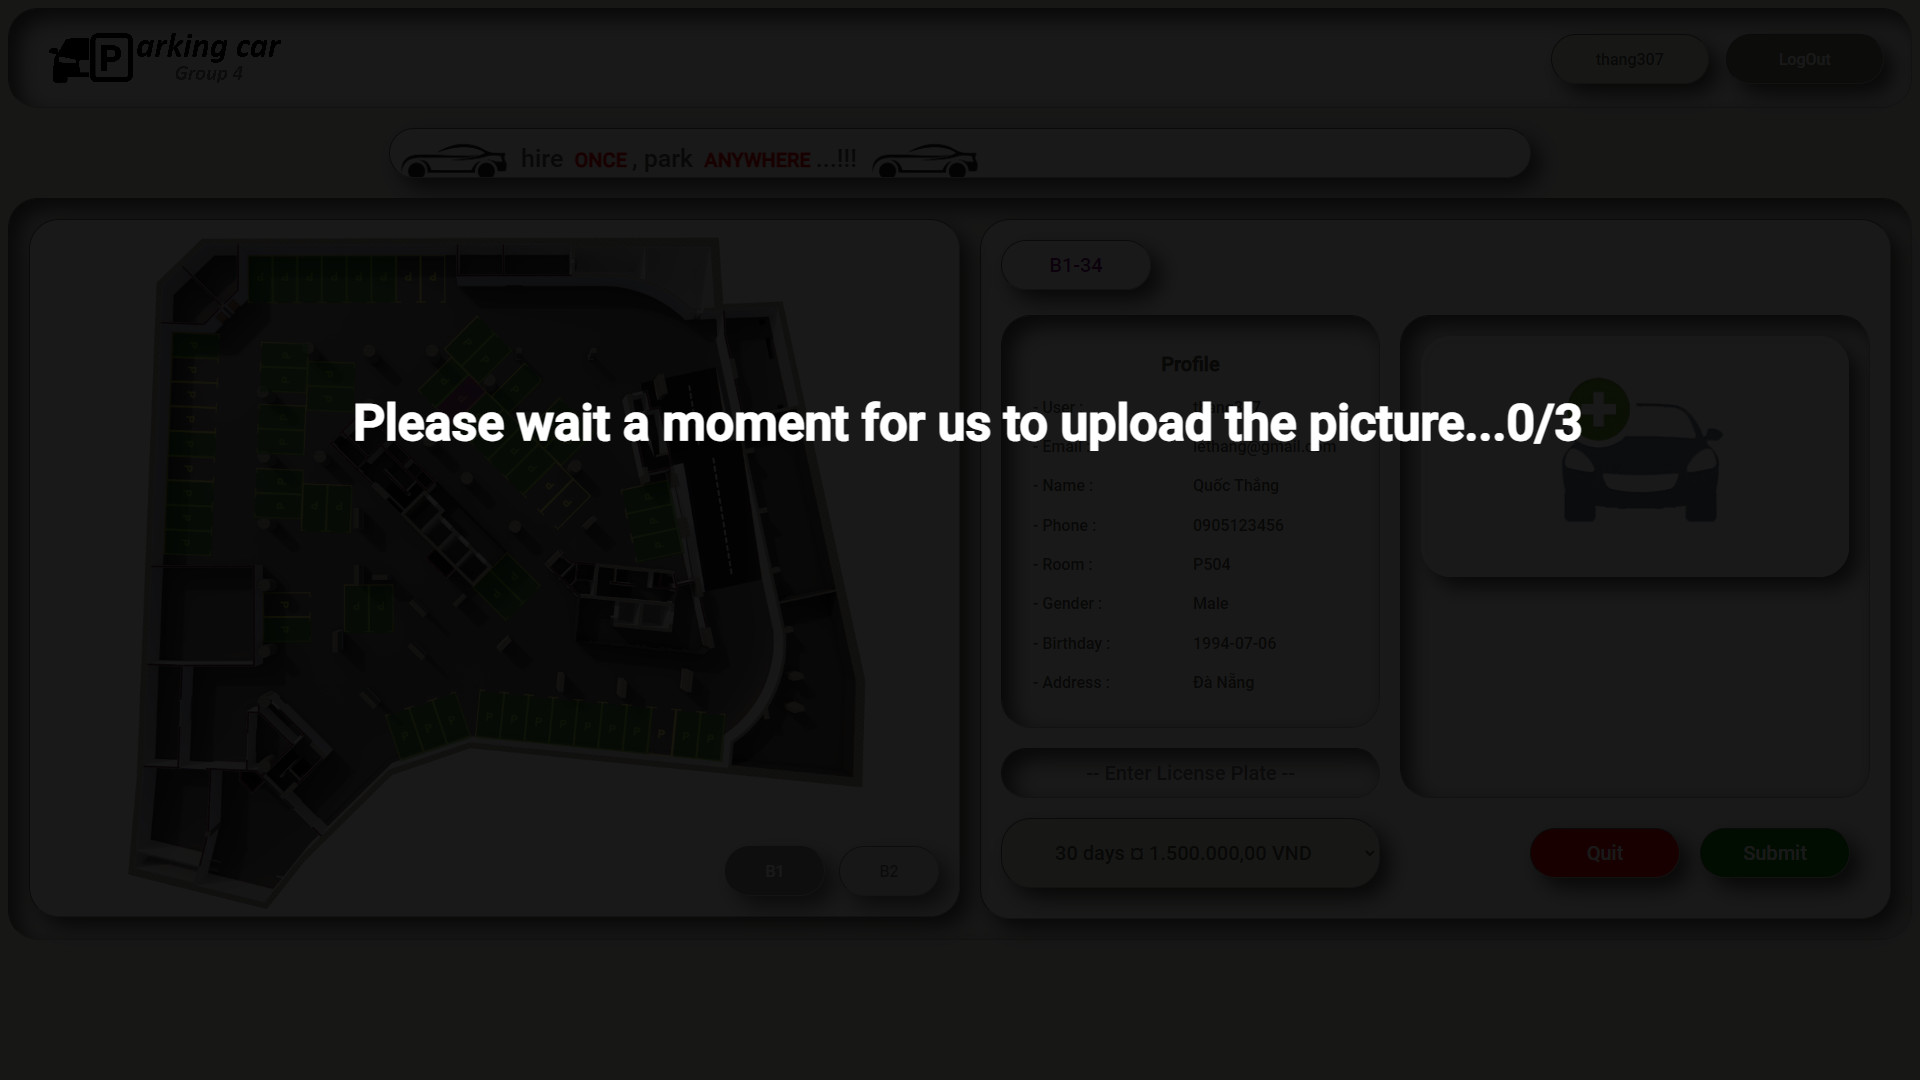 Parking car
Group 4
thang307
LogOut
hire ONCE , park ANYWHERE ...!!!
B1-34
Profile
Please wait a moment for us to upload the picture...0/3
- User :
- Email
lethang@gmail.com
- Name : Quốc Thắng
- Phone : 0905123456
- Room : P504
- Gender : Male
- Birthday : 1994-07-06
- Address : Đà Nẵng
-- Enter License Plate --
30 days ¤ 1.500.000,00 VND
Quit
Submit
B1
B2